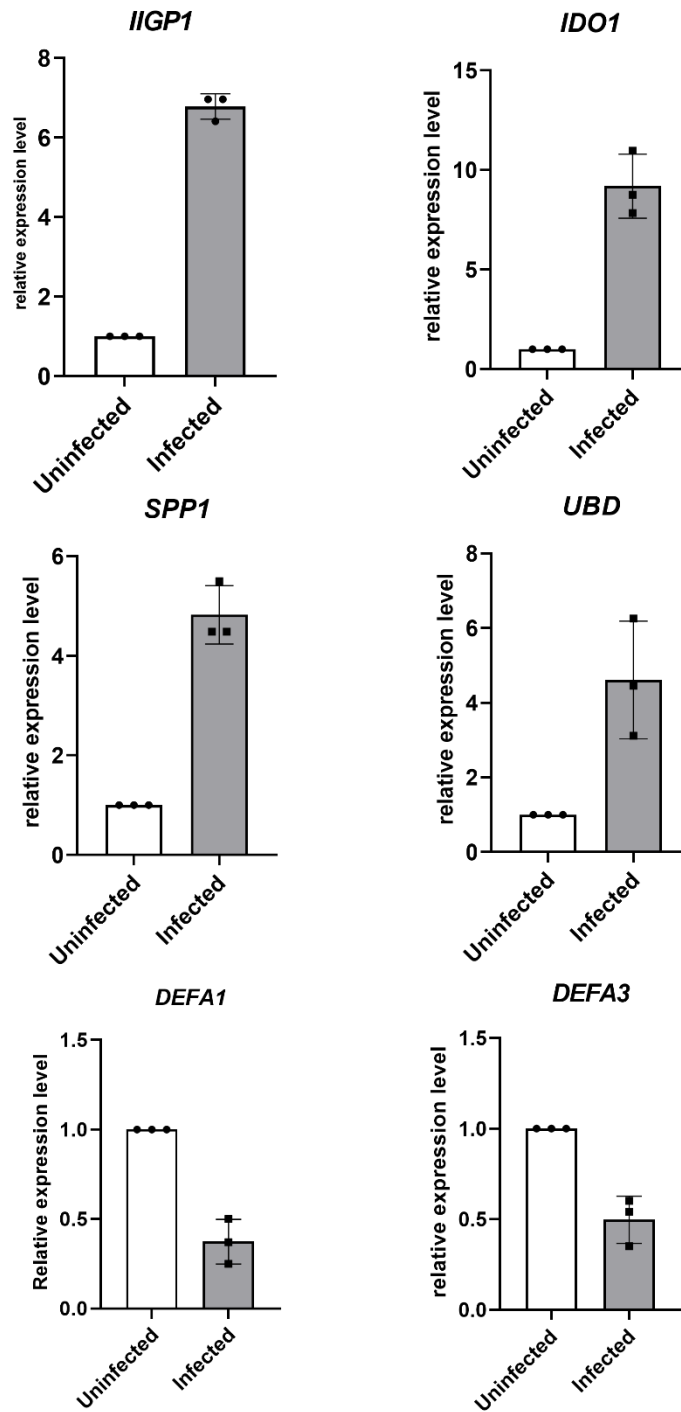 IIGP1
relative expression level
8
6
4
2
0
Uninfected
Infected
IDO1
relative expression level
15
10
5
0
Uninfected
Infected
SPP1
relative expression level
6
4
2
0
Uninfected
Infected
UBD
relative expression level
8
6
4
2
0
Uninfected
Infected
DEFA1
Relative expression level
1.5
1.0
0.5
0.0
Uninfected
Infected
DEFA3
relative expression level
1.5
1.0
0.5
0.0
Uninfected
Infected